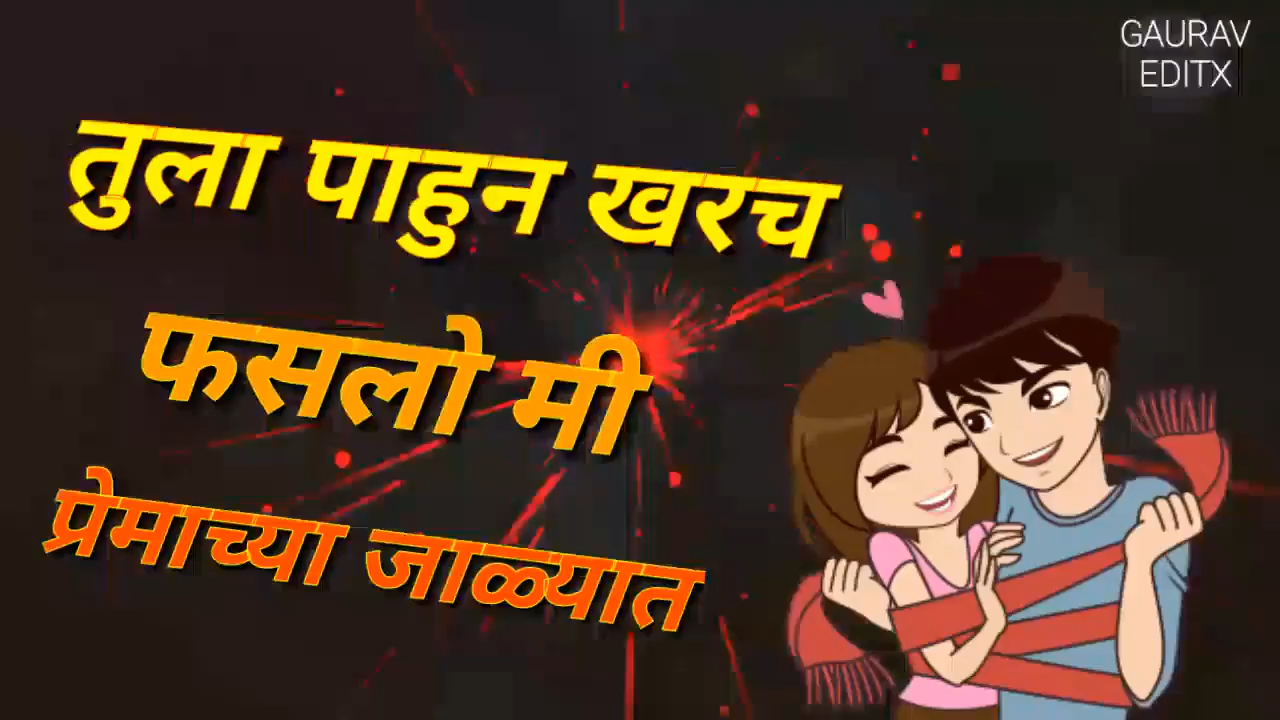 GAURAV
EDITX
तुला पाहुन खरच
फसलो मी
प्रेमाच्या जाळ्यात